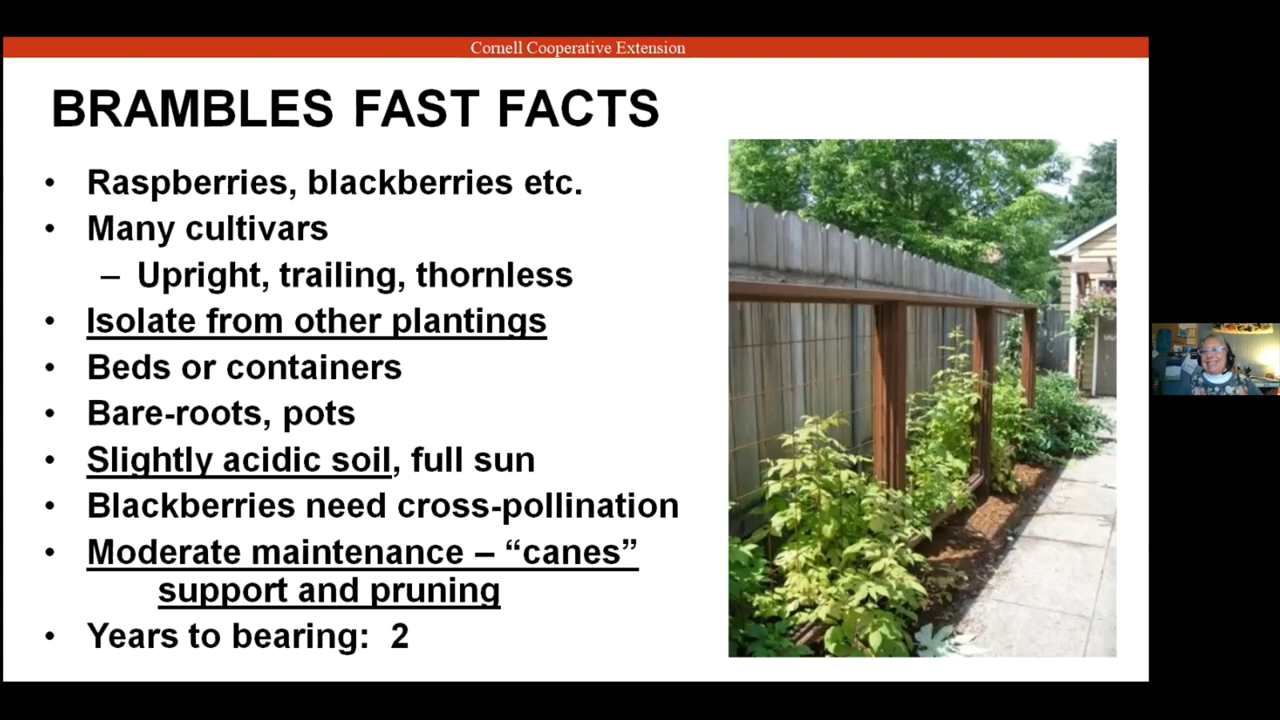 Cornell Cooperative Extension
BRAMBLES FAST FACTS
• Raspberries, blackberries etc.
• Many cultivars
– Upright, trailing, thornless
• Isolate from other plantings
• Beds or containers
• Bare-roots, pots
• Slightly acidic soil, full sun
• Blackberries need cross-pollination
• Moderate maintenance – “canes”
support and pruning
• Years to bearing: 2